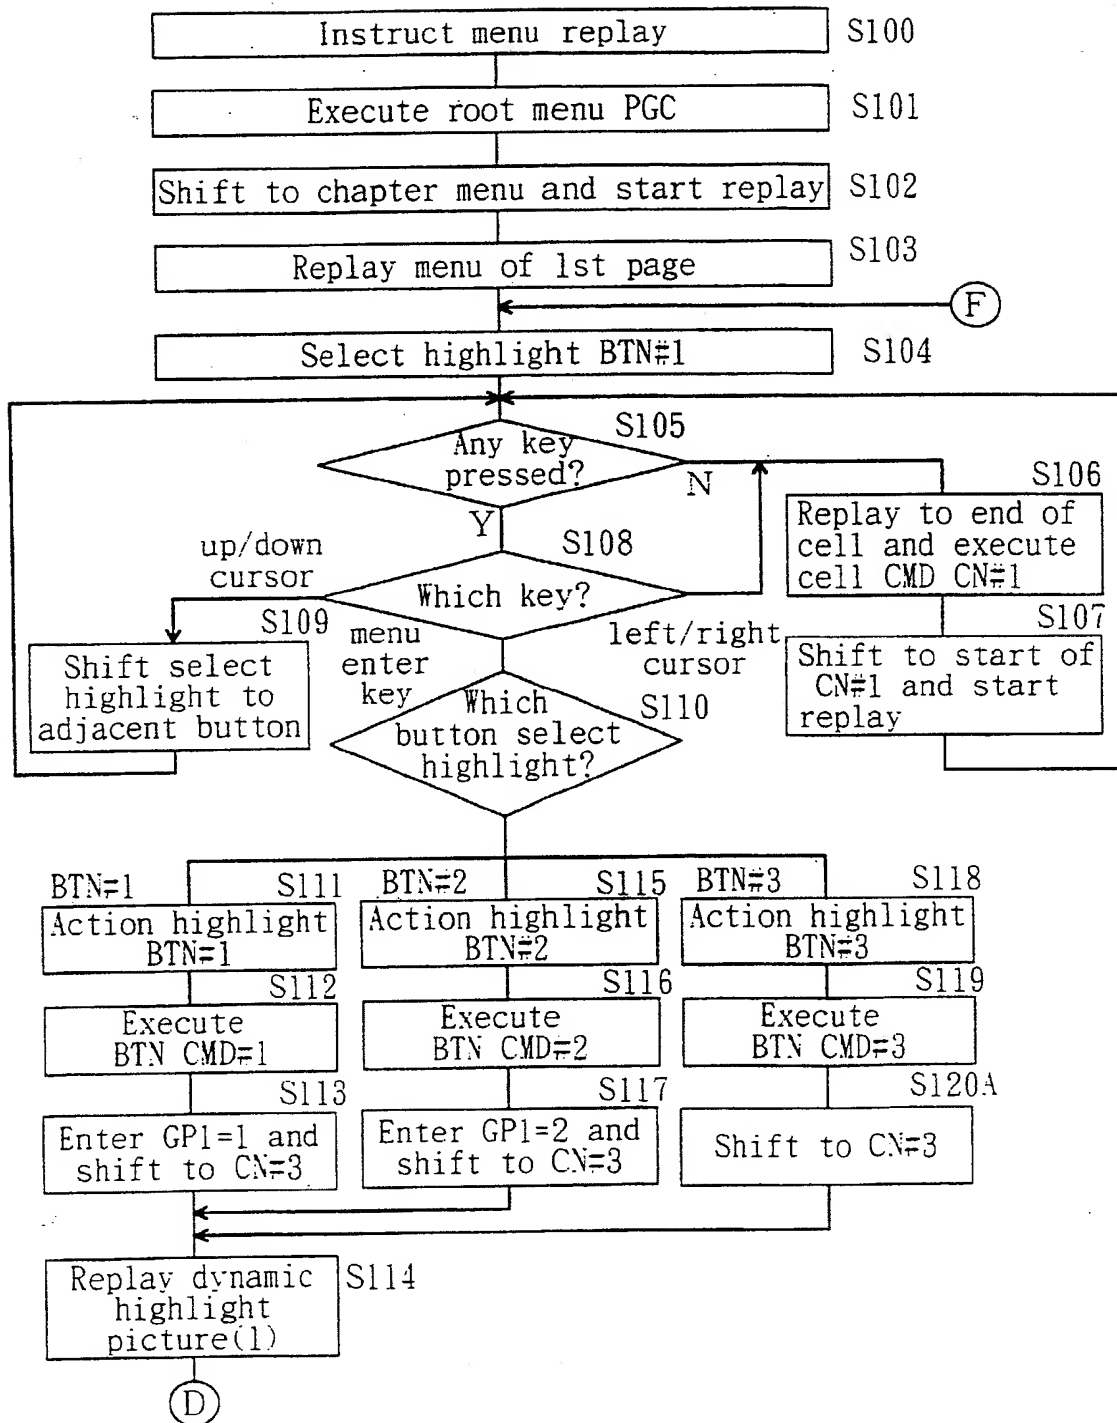 Instruct menu replay
S100
Execute root menu PGC
S101
Shift to chapter menu and start replay
S102
Replay menu of 1st page
S103
F
Select highlight BTN#1
S104
S105
Any key
pressed?
N
Y
S106
Replay to end of
cell and execute
cell CMD CN#1
S107
Shift to start of
CN#1 and start
replay
S108
Which key?
up/down
cursor
S109
Shift select
highlight to
adjacent button
menu
enter
key
left/right
cursor
S110
Which
button select
highlight?
BTN#1
S111
Action highlight
BTN#1
S112
Execute
BTN CMD#1
S113
Enter GP1=1 and
shift to CN#3
BTN#2
S115
Action highlight
BTN#2
S116
Execute
BTN CMD#2
S117
Enter GP1=2 and
shift to CN#3
BTN#3
S118
Action highlight
BTN#3
S119
Execute
BTN CMD#3
S120A
Shift to CN#3
Replay dynamic
highlight
picture(1)
S114
D